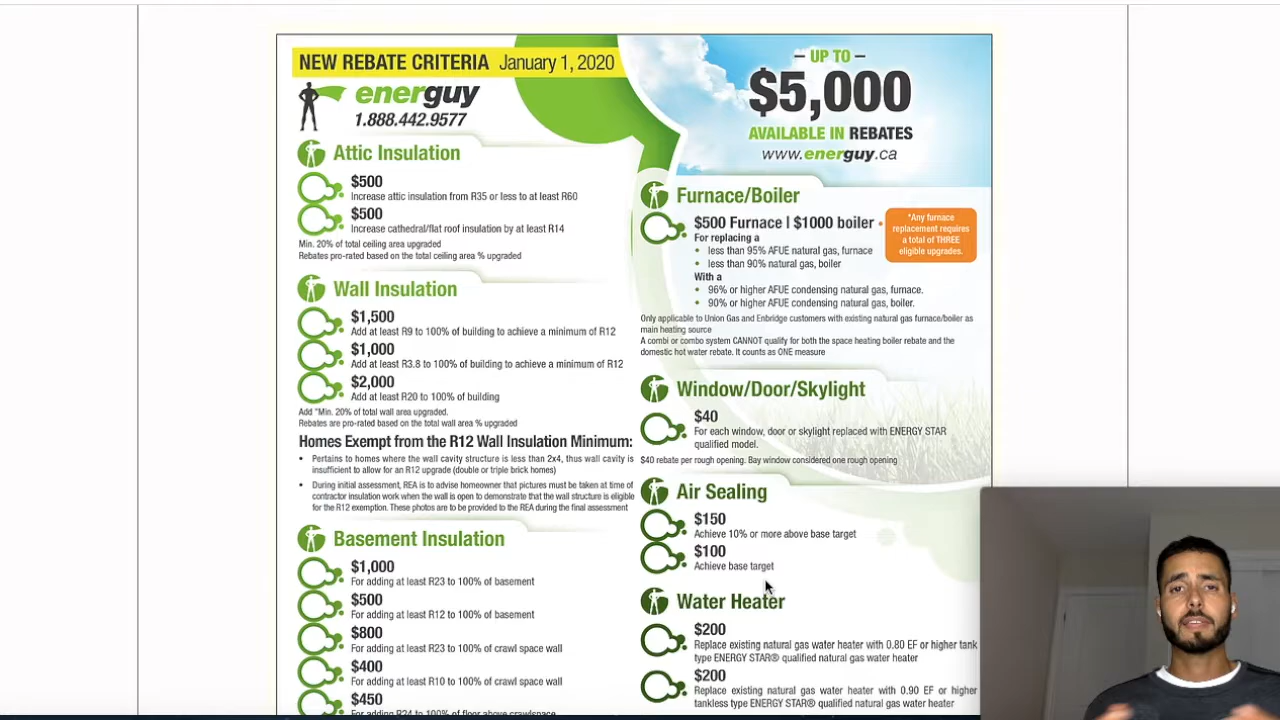 NEW REBATE CRITERIA January 1, 2020
energuy
1.888.442.9577
Attic Insulation
$500
Increase attic insulation from R35 or less to at least R60
$500
Increase cathedral/flat roof insulation by at least R14
Min. 20% of total ceiling area upgraded
Rebates pro-rated based on the total ceiling area % upgraded
Wall Insulation
$1,500
Add at least R9 to 100% of building to achieve a minimum of R12
$1,000
Add at least R3.8 to 100% of building to achieve a minimum of R12
$2,000
Add at least R20 to 100% of building
Add *Min. 20% of total wall area upgraded.
Rebates are pro-rated based on the total wall area % upgraded
Homes Exempt from the R12 Wall Insulation Minimum:
• Pertains to homes where the wall cavity structure is less than 2x4, thus wall cavity is
insufficient to allow for an R12 upgrade (double or triple brick homes)
• During initial assessment, REA is to advise homeowner that pictures must be taken at time of
contractor insulation work when the wall is open to demonstrate that the wall structure is eligible
for the R12 exemption. These photos are to be provided to the REA during the final assessment
Basement Insulation
$1,000
For adding at least R23 to 100% of basement
$500
For adding at least R12 to 100% of basement
$800
For adding at least R23 to 100% of crawl space wall
$400
For adding at least R10 to 100% of crawl space wall
$450
For adding at least R24 to 100% of floor above crawlspace
– UP TO –
$5,000
AVAILABLE IN REBATES
www.energuy.ca
Furnace/Boiler
$500 Furnace | $1000 boiler •
For replacing a
• less than 95% AFUE natural gas, furnace
• less than 90% natural gas, boiler
With a
• 96% or higher AFUE condensing natural gas, furnace.
• 90% or higher AFUE condensing natural gas, boiler.
*Any furnace
replacement requires
a total of THREE
eligible upgrades.
Only applicable to Union Gas and Enbridge customers with existing natural gas furnace/boiler as
main heating source
A combi or combo system CANNOT qualify for both the space heating boiler rebate and the
domestic hot water rebate. It counts as ONE measure
Window/Door/Skylight
$40
For each window, door or skylight replaced with ENERGY STAR
qualified model.
$40 rebate per rough opening. Bay window considered one rough opening
Air Sealing
$150
Achieve 10% or more above base target
$100
Achieve base target
Water Heater
$200
Replace existing natural gas water heater with 0.80 EF or higher tank
type ENERGY STAR® qualified natural gas water heater
$200
Replace existing natural gas water heater with 0.90 EF or higher
tankless type ENERGY STAR® qualified natural gas water heater